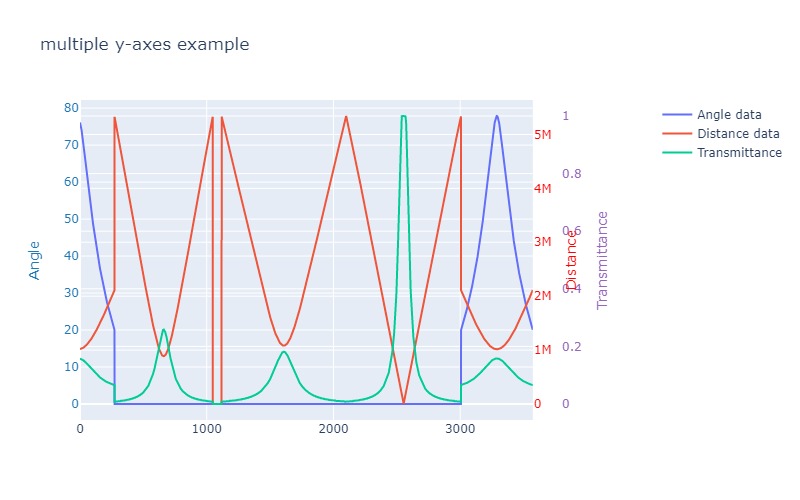 multiple y-axes example
Angle data
Distance data
Transmittance
80
70
60
50
40
30
20
10
0
Angle
5M
4M
3M
2M
1M
0
Distance
1
0.8
0.6
0.4
0.2
0
Transmittance
0
1000
2000
3000